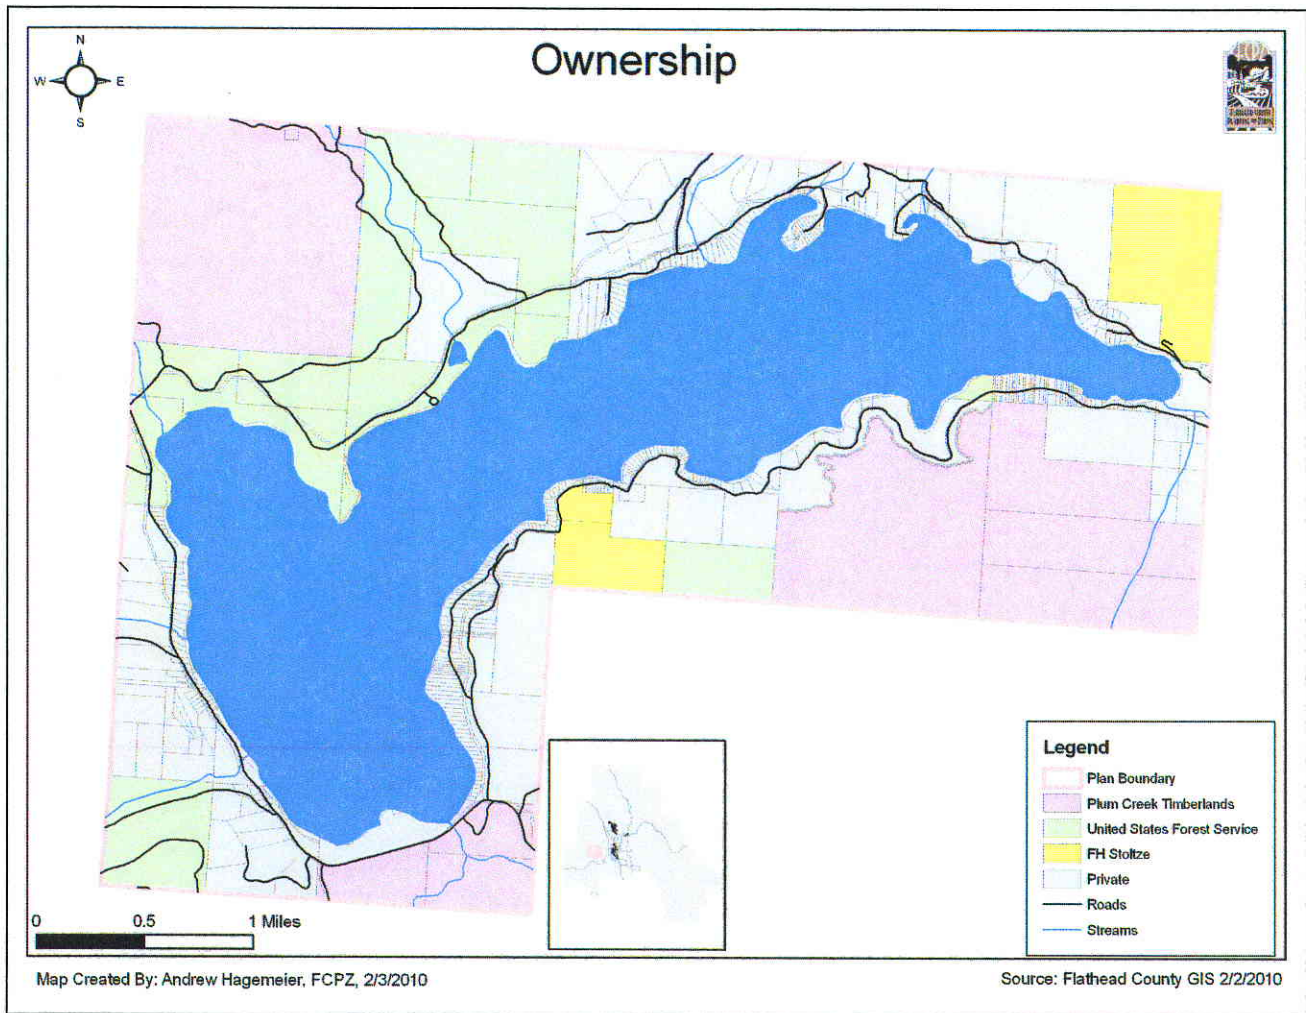 Ownership
N
W E
S
Legend
Plan Boundary
Plum Creek Timberlands
United States Forest Service
FH Stoltze
Private
Roads
Streams
0 0.5 1 Miles
Map Created By: Andrew Hagemeier, FCPZ, 2/3/2010
Source: Flathead County GIS 2/2/2010